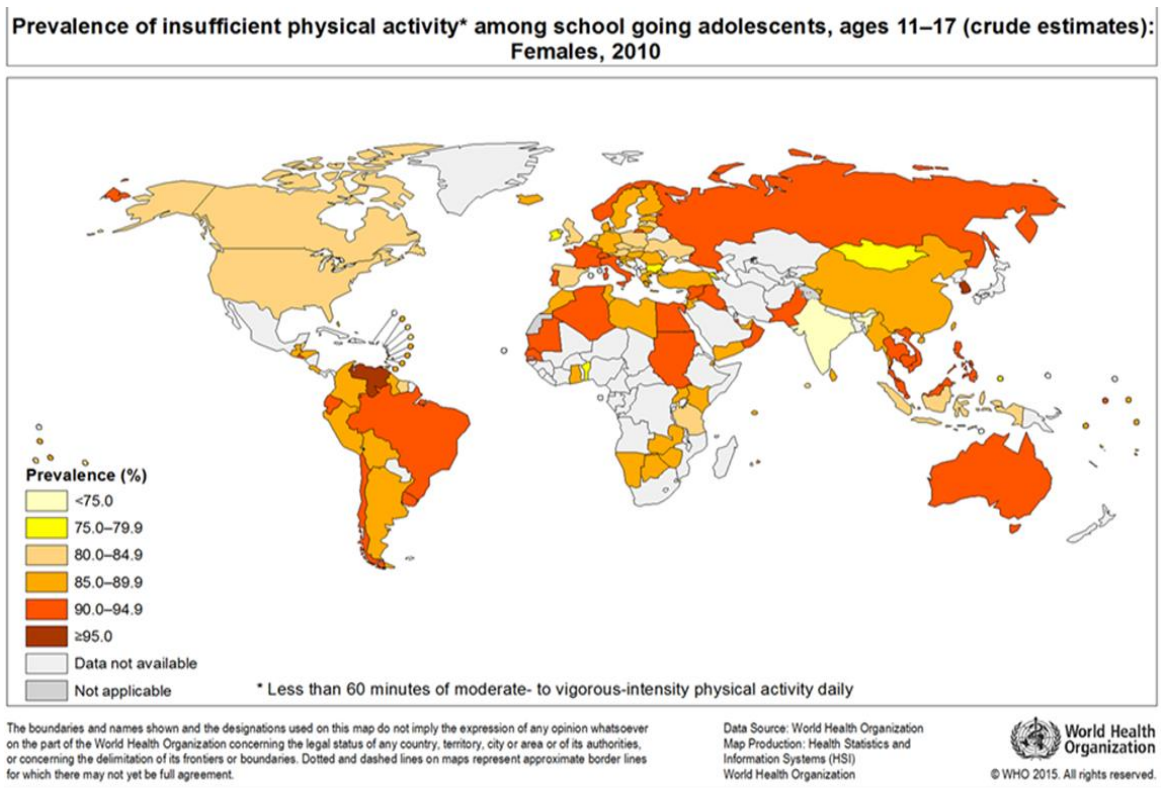 Prevalence of insufficient physical activity* among school going adolescents, ages 11–17 (crude estimates):
Females, 2010
Prevalence (%)
<75.0
75.0–79.9
80.0–84.9
85.0–89.9
90.0–94.9
≥95.0
Data not available
Not applicable
* Less than 60 minutes of moderate- to vigorous-intensity physical activity daily
The boundaries and names shown and the designations used on this map do not imply the expression of any opinion whatsoever
on the part of the World Health Organization concerning the legal status of any country, territory, city or area or of its authorities,
or concerning the delimitation of its frontiers or boundaries. Dotted and dashed lines on maps represent approximate border lines
for which there may not yet be full agreement.
Data Source: World Health Organization
Map Production: Health Statistics and
Information Systems (HSI)
World Health Organization
World Health
Organization
© WHO 2015. All rights reserved.